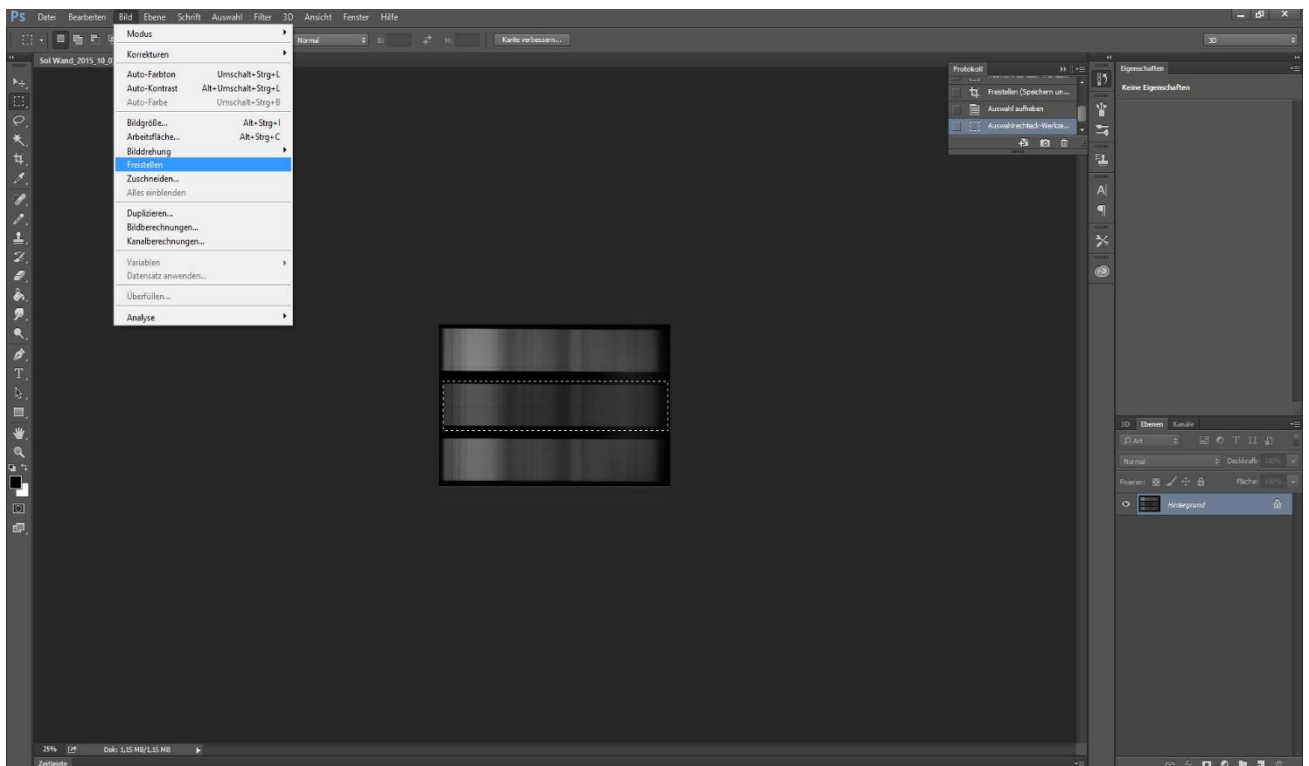 Ps Datei Bearbeiten Bild Ebene Schrift Auswahl Filter 3D Ansicht Fenster Hilfe
Normal B: H: Kante verbessern... 3D
Sol Wand_2015_10_0
Modus
Korrekturen
Auto-Farbton Umschalt+Strg+L
Auto-Kontrast Alt+Umschalt+Strg+L
Auto-Farbe Umschalt+Strg+B
Bildgröße... Alt+Strg+I
Arbeitsfläche... Alt+Strg+C
Bilddrehung
Freistellen
Zuschneiden...
Alles einblenden
Duplizieren...
Bildberechnungen...
Kanalberechnungen...
Variablen
Datensatz anwenden...
Überfüllen...
Analyse
Protokoll
Freistellen (Speichern un...
Auswahl aufheben
Auswahlrechteck-Werkze...
Eigenschaften
Keine Eigenschaften
3D Ebenen Kanäle
Art
Normal Deckkraft: 100%
Fixieren: Fläche: 100%
Hintergrund
25% Dok: 1,15 MB/1,15 MB
Zeitleiste